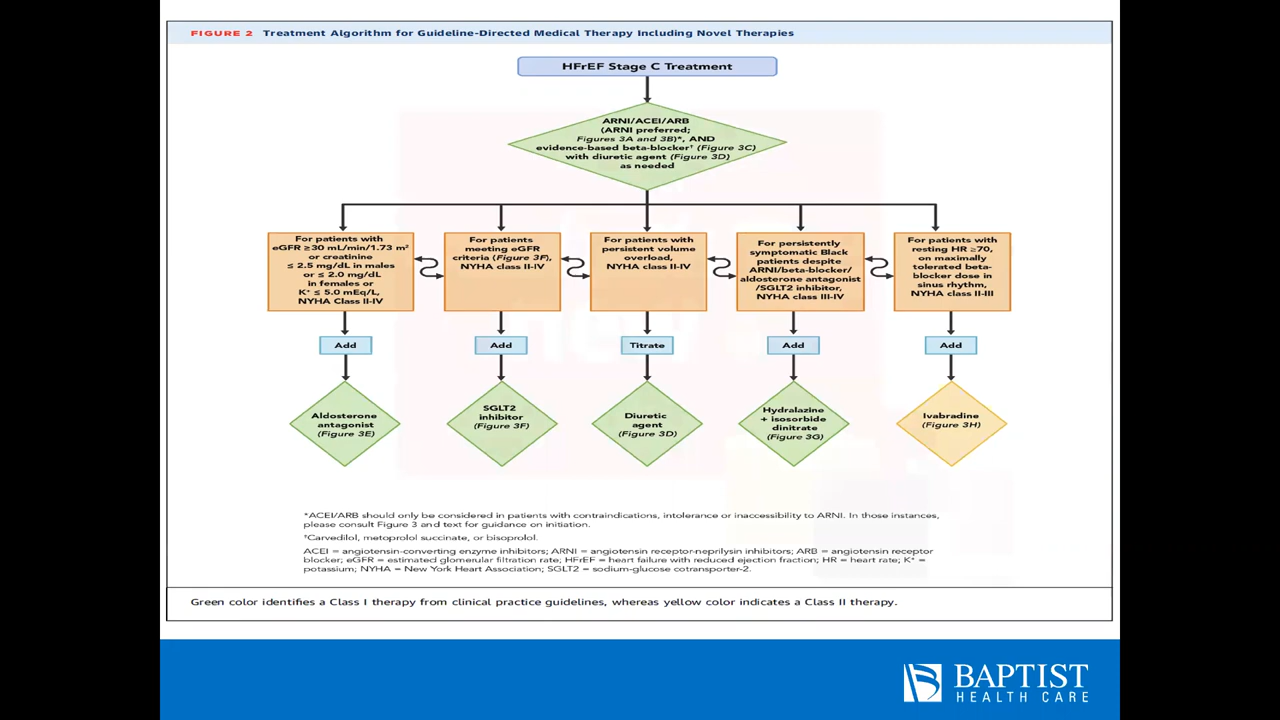 FIGURE 2 Treatment Algorithm for Guideline-Directed Medical Therapy Including Novel Therapies
HFrEF Stage C Treatment
ARNI/ACEI/ARB
(ARNI preferred;
Figures 3A and 3B)*, AND
evidence-based beta-blocker† (Figure 3C)
with diuretic agent (Figure 3D)
as needed
For patients with
eGFR ≥30 mL/min/1.73 m²
or creatinine
≤ 2.5 mg/dL in males
or ≤ 2.0 mg/dL
in females or
K⁺ ≤ 5.0 mEq/L,
NYHA Class II-IV
For patients
meeting eGFR
criteria (Figure 3F),
NYHA class II-IV
For patients with
persistent volume
overload,
NYHA class II-IV
For persistently
symptomatic Black
patients despite
ARNI/beta-blocker/
aldosterone antagonist
/SGLT2 inhibitor,
NYHA class III-IV
For patients with
resting HR ≥70,
on maximally
tolerated beta-
blocker dose in
sinus rhythm,
NYHA class II-III
Add
Add
Titrate
Add
Add
Aldosterone
antagonist
(Figure 3E)
SGLT2
inhibitor
(Figure 3F)
Diuretic
agent
(Figure 3D)
Hydralazine
+ isosorbide
dinitrate
(Figure 3G)
Ivabradine
(Figure 3H)
*ACEI/ARB should only be considered in patients with contraindications, intolerance or inaccessibility to ARNI. In those instances,
please consult Figure 3 and text for guidance on initiation.
†Carvedilol, metoprolol succinate, or bisoprolol.
ACEI = angiotensin-converting enzyme inhibitors; ARNI = angiotensin receptor-neprilysin inhibitors; ARB = angiotensin receptor
blocker; eGFR = estimated glomerular filtration rate; HFrEF = heart failure with reduced ejection fraction; HR = heart rate; K⁺ =
potassium; NYHA = New York Heart Association; SGLT2 = sodium-glucose cotransporter-2.
Green color identifies a Class I therapy from clinical practice guidelines, whereas yellow color indicates a Class II therapy.
BAPTIST
HEALTH CARE